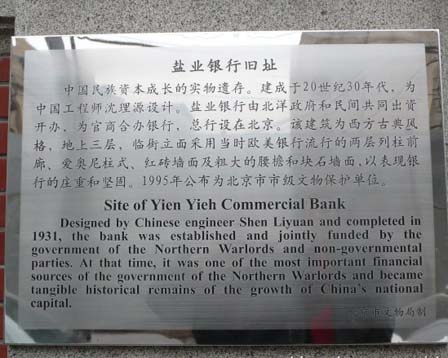 盐业银行旧址
中国民族资本成长的实物遗存。建成于20世纪30年代，为
中国工程师沈理源设计。盐业银行由北洋政府和民间共同出资
开办，为官商合办银行，总行设在北京。该建筑为西方古典风
格，地上三层，临街立面采用当时欧美银行流行的两层列柱前
廊、爱奥尼柱式、红砖墙面及粗大的腰檐和块石墙面，以表现银
行的庄重和坚固。1995年公布为北京市市级文物保护单位。
Site of Yien Yieh Commercial Bank
Designed by Chinese engineer Shen Liyuan and completed in
1931, the bank was established and jointly funded by the
government of the Northern Warlords and non-governmental
parties. At that time, it was one of the most important financial
sources of the government of the Northern Warlords and became
tangible historical remains of the growth of China's national
capital.
市文物局制